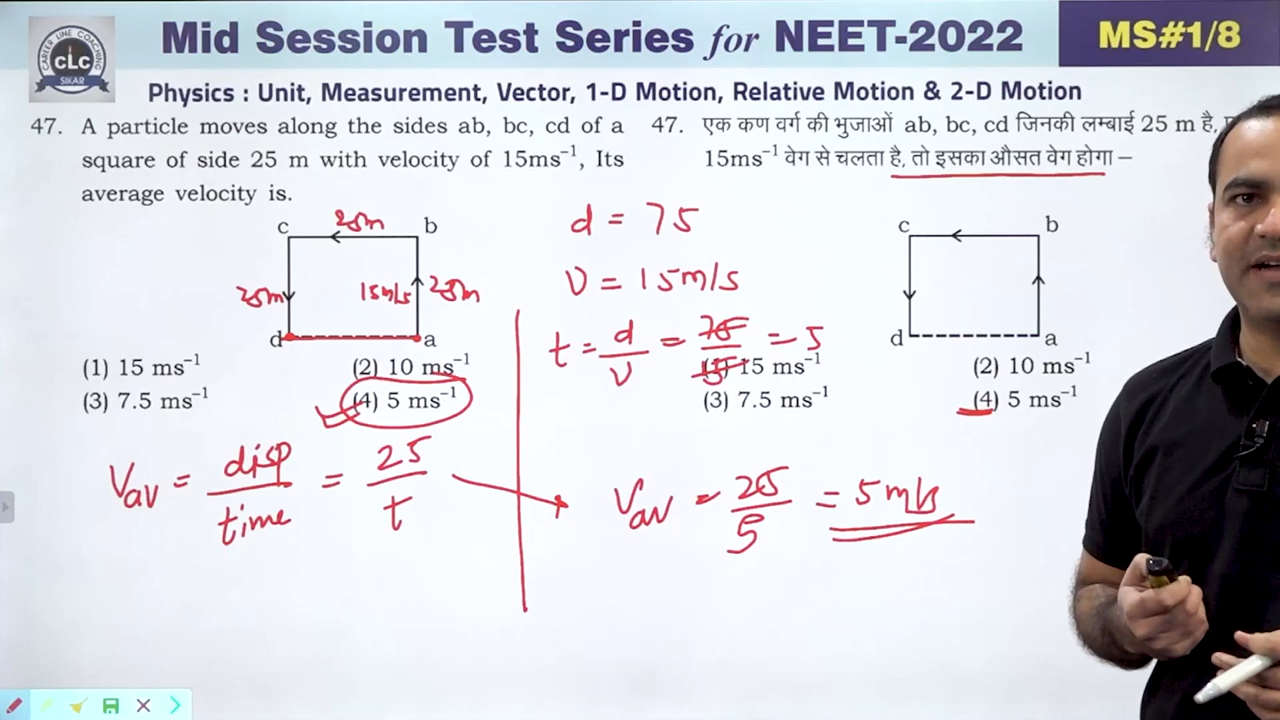 CAREER LINE COACHING
CLC
SIKAR
Mid Session Test Series for NEET-2022
MS#1/8
Physics : Unit, Measurement, Vector, 1-D Motion, Relative Motion & 2-D Motion
47. A particle moves along the sides ab, bc, cd of a
square of side 25 m with velocity of 15ms⁻¹, Its
average velocity is.
c 25m b
25m 15m/s 25m
d a
(1) 15 ms⁻¹ (2) 10 ms⁻¹
(3) 7.5 ms⁻¹ (4) 5 ms⁻¹
Vav = disp/time = 25/t
47. एक कण वर्ग की भुजाओं ab, bc, cd जिनकी लम्बाई 25 m है,
15ms⁻¹ वेग से चलता है, तो इसका औसत वेग होगा –
d = 75
v = 15m/s
t = d/v = 75/15 = 5
c b
d a
(1) 15 ms⁻¹ (2) 10 ms⁻¹
(3) 7.5 ms⁻¹ (4) 5 ms⁻¹
Vav = 25/5 = 5m/s